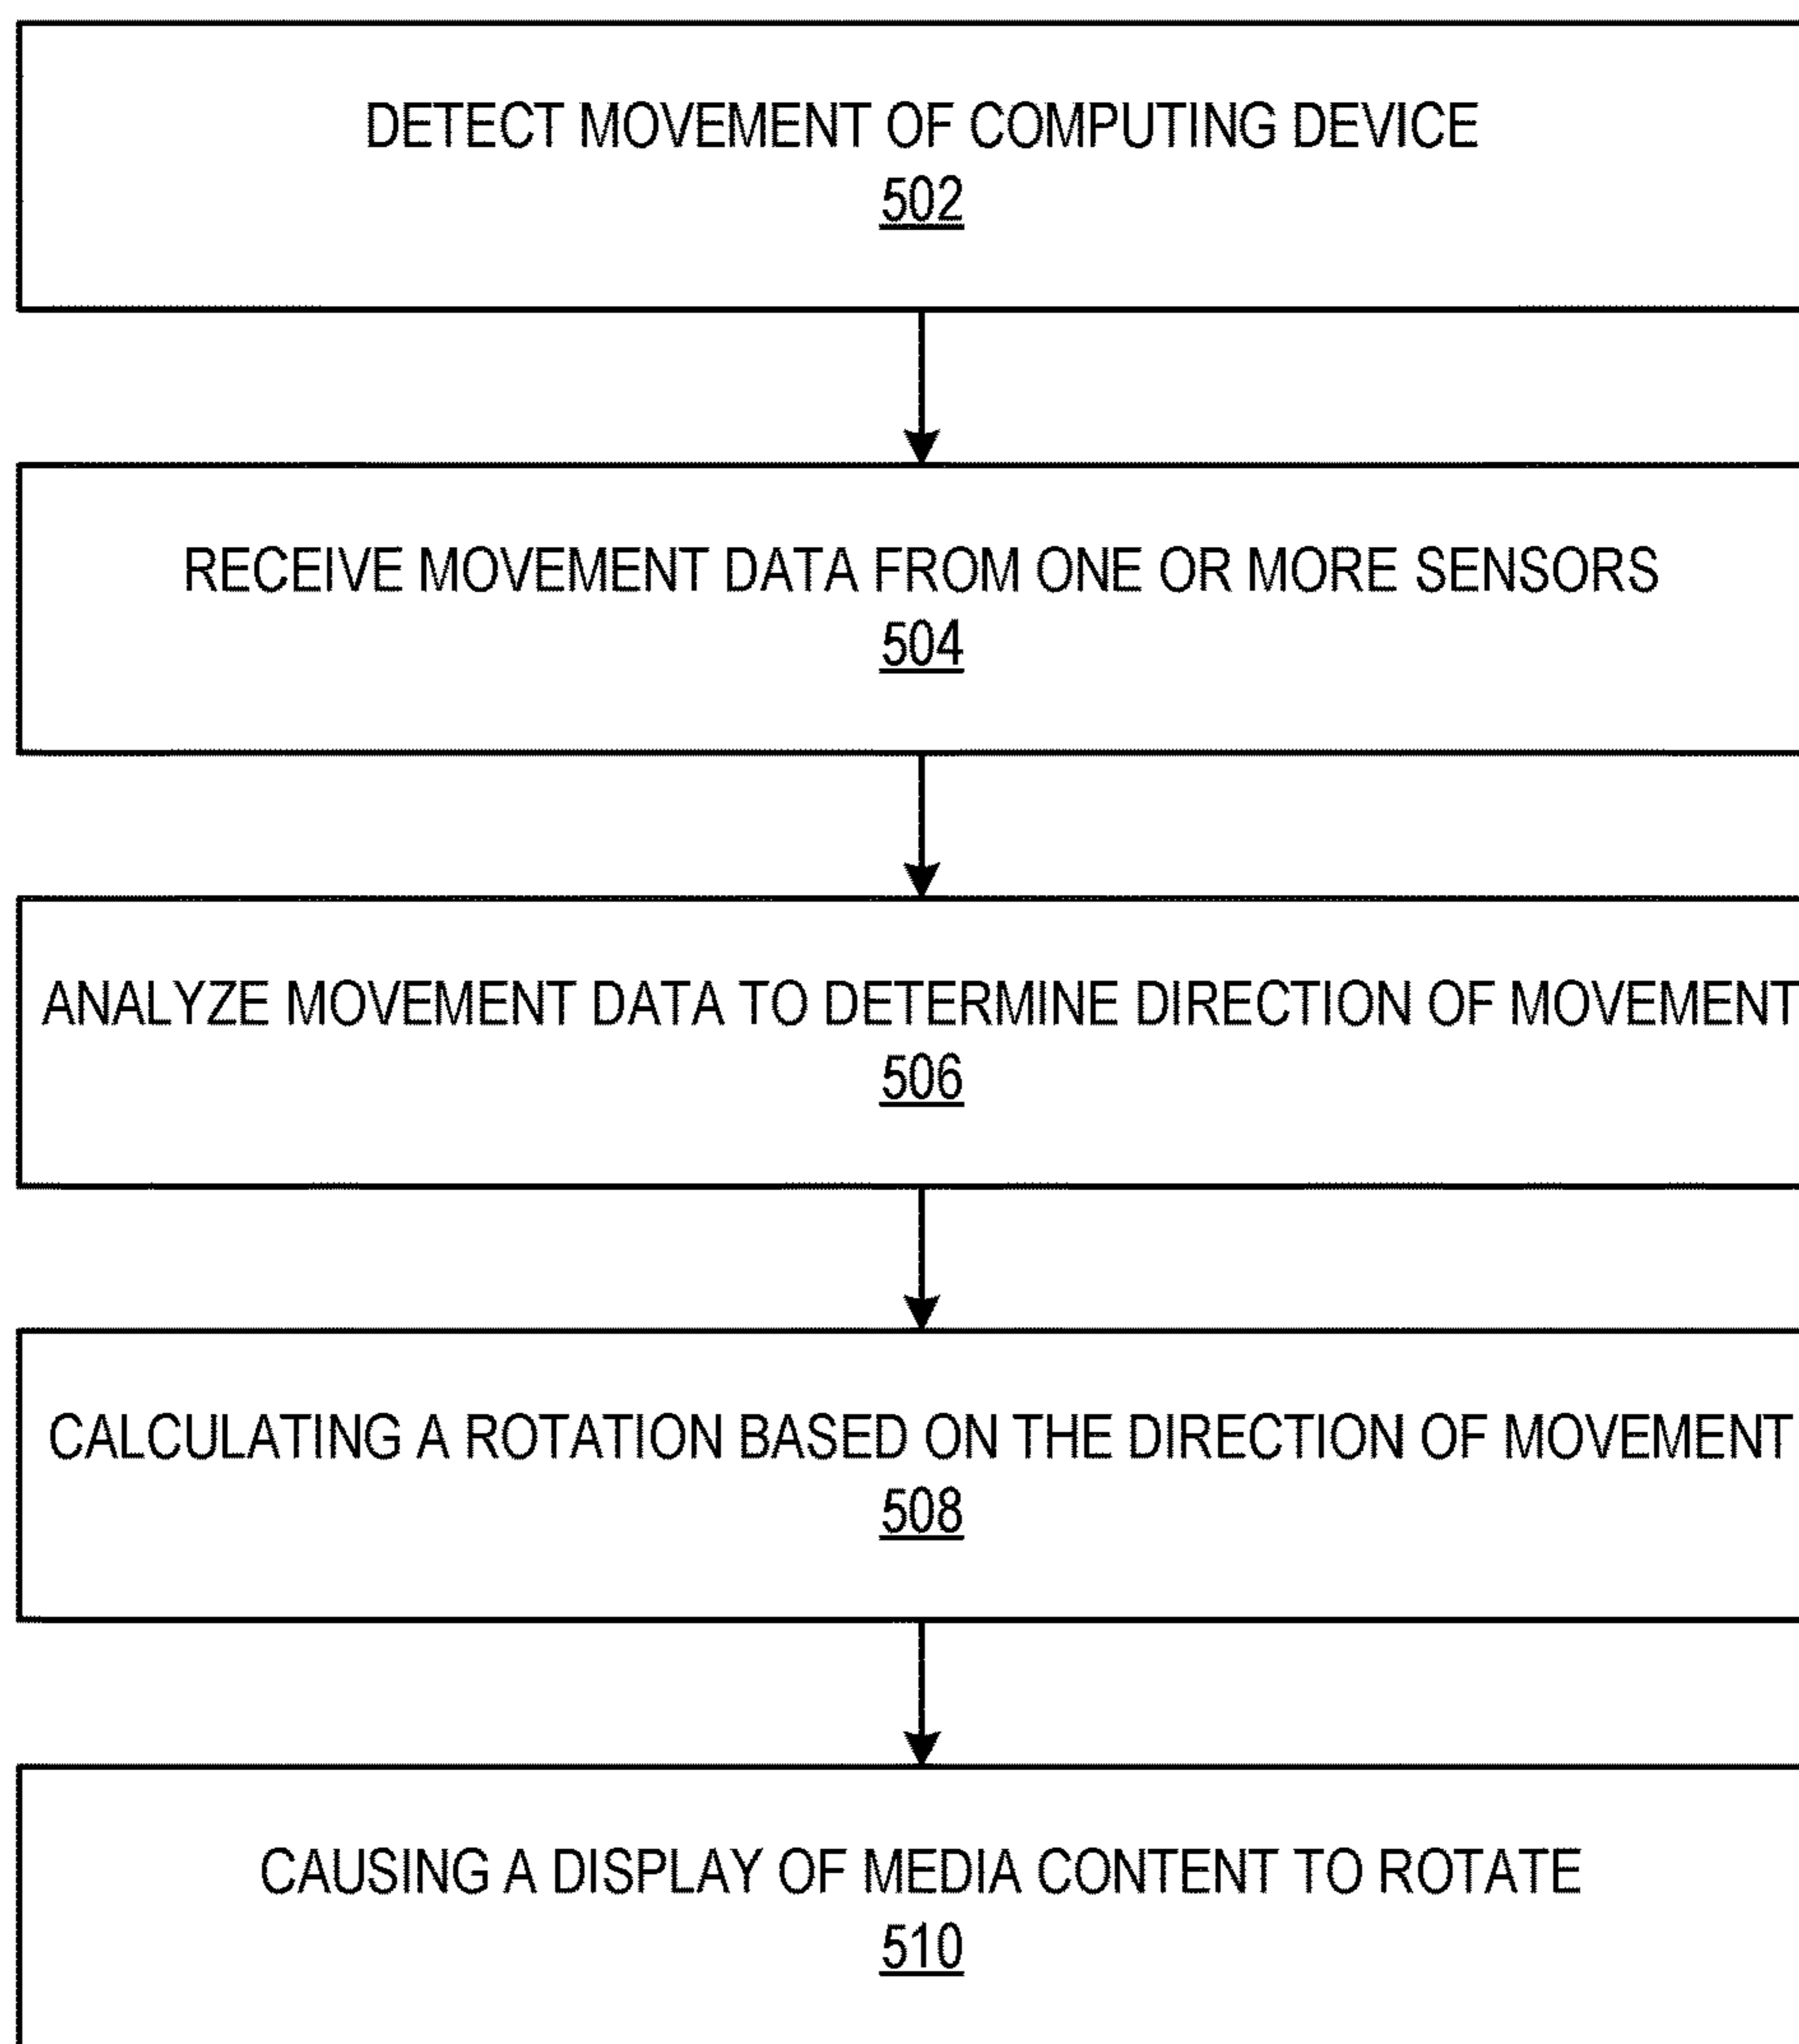 DETECT MOVEMENT OF COMPUTING DEVICE
502
RECEIVE MOVEMENT DATA FROM ONE OR MORE SENSORS
504
ANALYZE MOVEMENT DATA TO DETERMINE DIRECTION OF MOVEMENT
506
CALCULATING A ROTATION BASED ON THE DIRECTION OF MOVEMENT
508
CAUSING A DISPLAY OF MEDIA CONTENT TO ROTATE
510